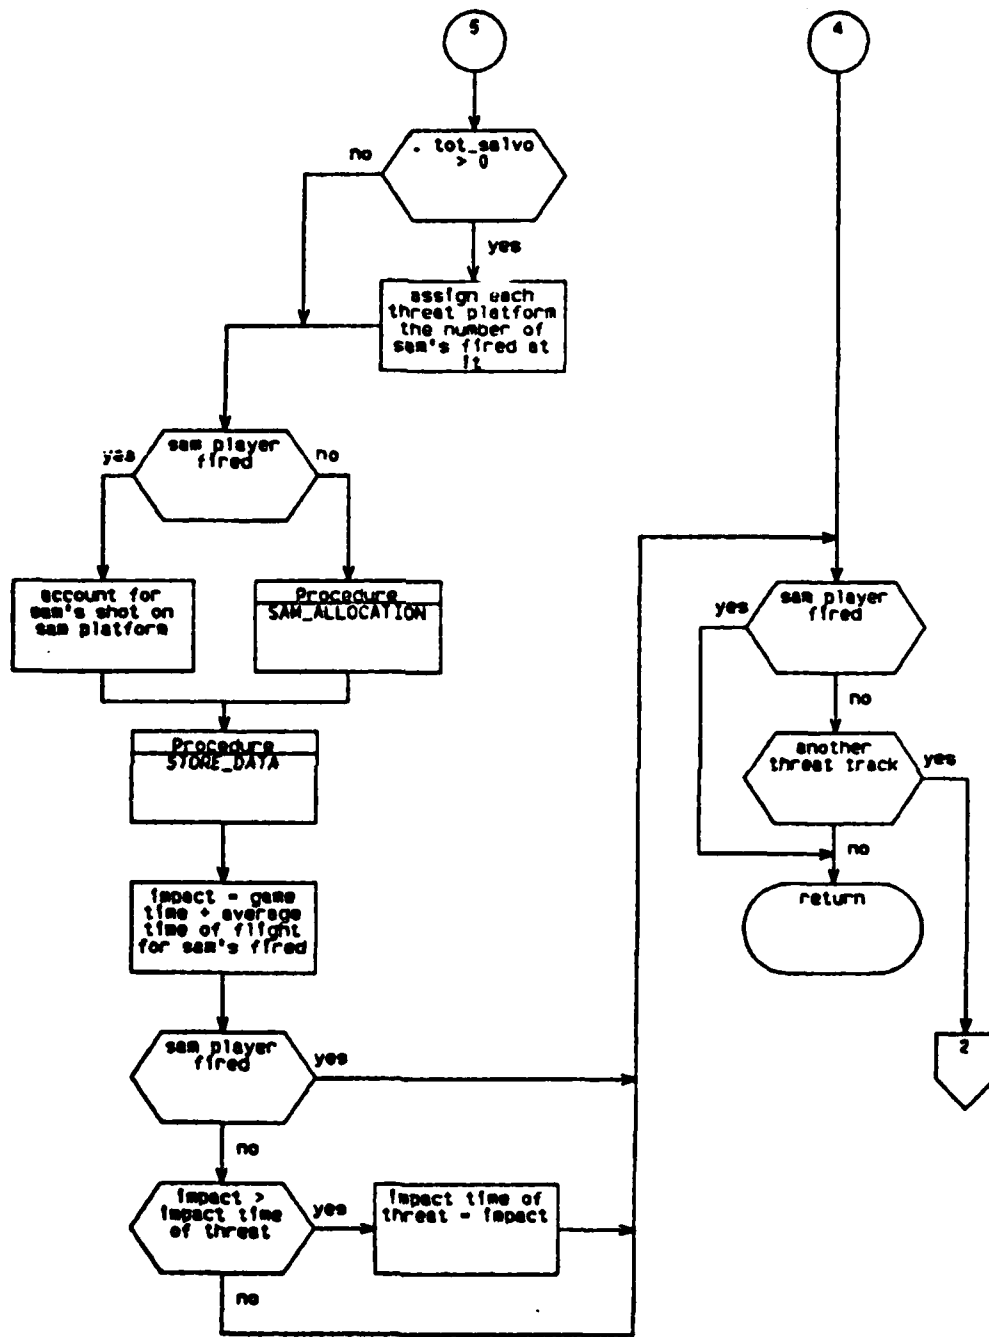 5
. tot_salvo
> 0
no
yes
assign each
threat platform
the number of
sam's fired at
it
sam player
fired
yes
no
account for
sam's shot on
sam platform
Procedure
SAM_ALLOCATION
Procedure
STORE_DATA
impact = game
time + average
time of flight
for sam's fired
sam player
fired
yes
no
impact >
impact time
of threat
yes
impact time of
threat = impact
no
4
sam player
fired
yes
no
another
threat track
yes
no
return
2